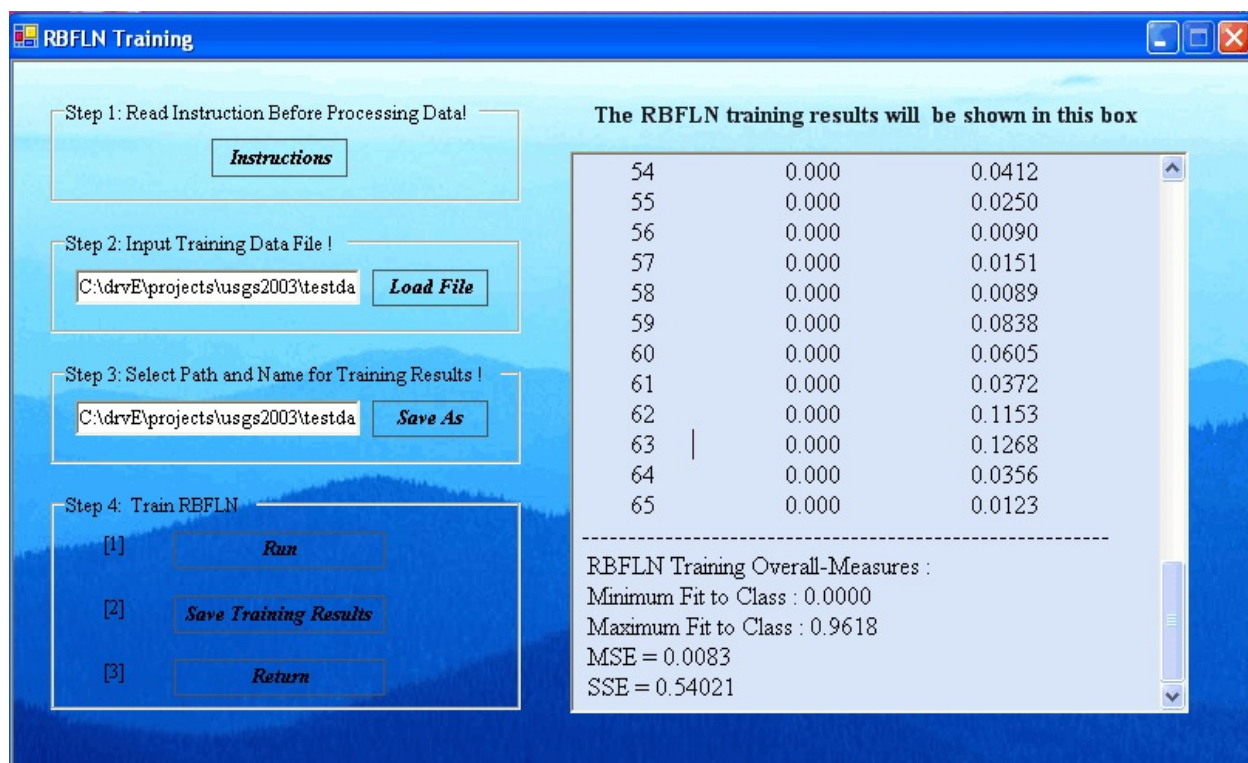 RBFLN Training
Step 1: Read Instruction Before Processing Data!
Instructions
Step 2: Input Training Data File !
C:\drvE\projects\usgs2003\testda
Load File
Step 3: Select Path and Name for Training Results !
C:\drvE\projects\usgs2003\testda
Save As
Step 4: Train RBFLN
[1] Run
[2] Save Training Results
[3] Return
The RBFLN training results will be shown in this box
54 0.000 0.0412
55 0.000 0.0250
56 0.000 0.0090
57 0.000 0.0151
58 0.000 0.0089
59 0.000 0.0838
60 0.000 0.0605
61 0.000 0.0372
62 0.000 0.1153
63 0.000 0.1268
64 0.000 0.0356
65 0.000 0.0123
--------------------------------------------------------
RBFLN Training Overall-Measures :
Minimum Fit to Class : 0.0000
Maximum Fit to Class : 0.9618
MSE = 0.0083
SSE = 0.54021